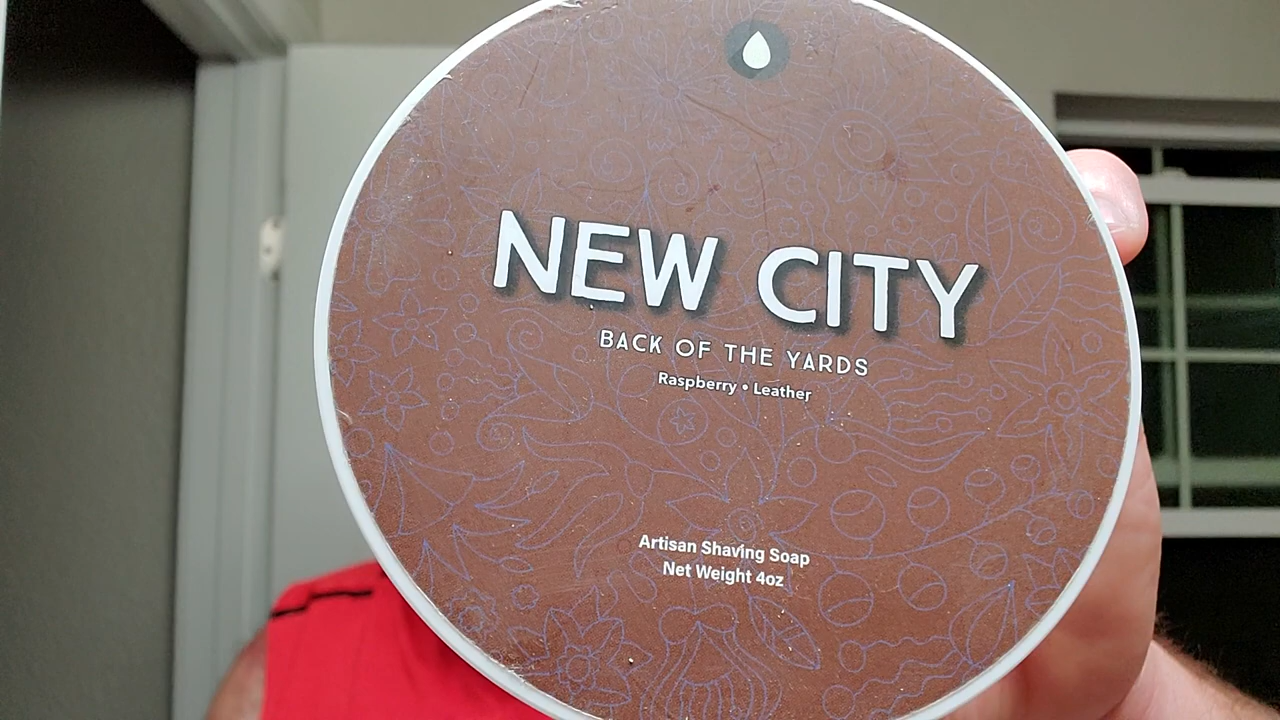 NEW CITY
BACK OF THE YARDS
Raspberry • Leather
Artisan Shaving Soap
Net Weight 4oz